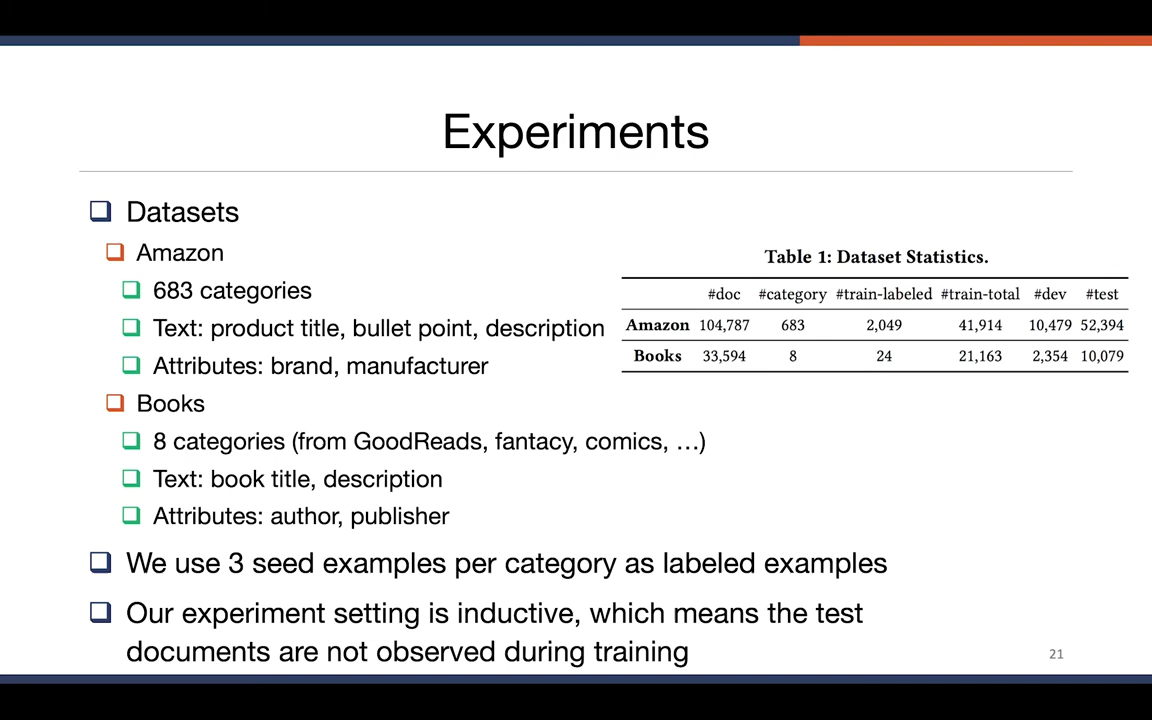 Experiments
Datasets
Amazon
683 categories
Text: product title, bullet point, description
Attributes: brand, manufacturer
Books
8 categories (from GoodReads, fantacy, comics, …)
Text: book title, description
Attributes: author, publisher
Table 1: Dataset Statistics.
#doc #category #train-labeled #train-total #dev #test
Amazon 104,787 683 2,049 41,914 10,479 52,394
Books 33,594 8 24 21,163 2,354 10,079
We use 3 seed examples per category as labeled examples
Our experiment setting is inductive, which means the test
documents are not observed during training
21